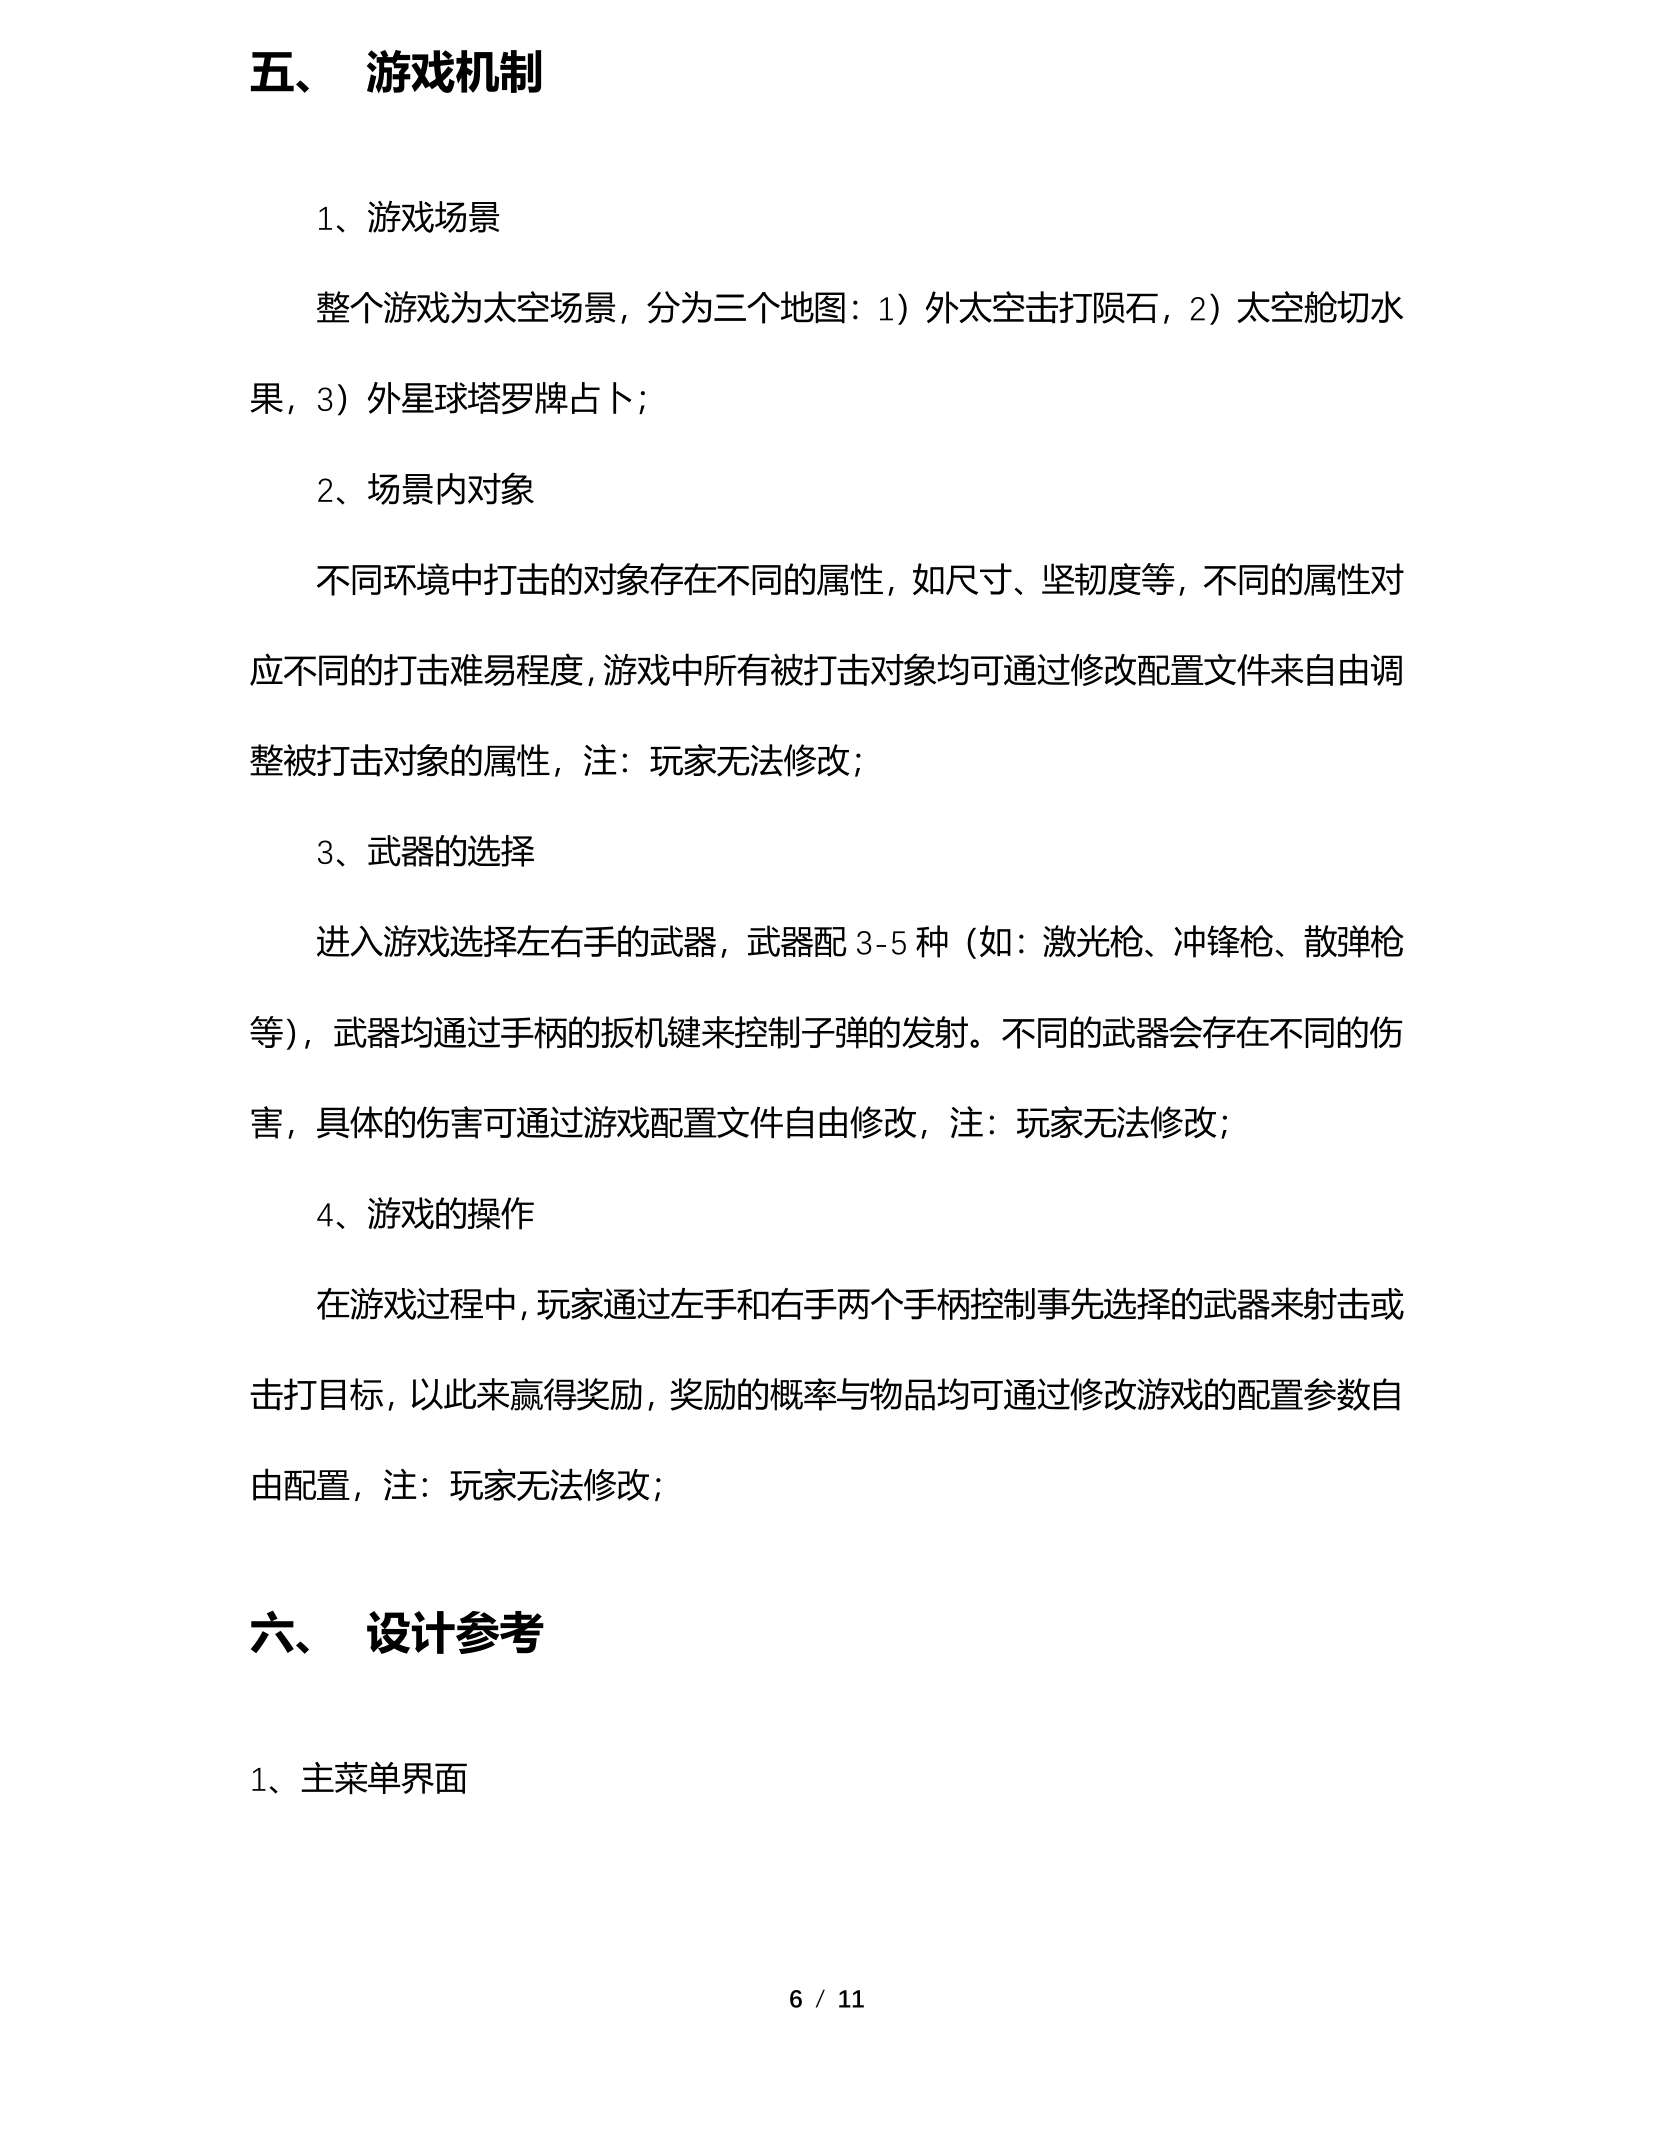 五、 游戏机制
1、游戏场景
整个游戏为太空场景，分为三个地图：1）外太空击打陨石，2）太空舱切水
果，3）外星球塔罗牌占卜；
2、场景内对象
不同环境中打击的对象存在不同的属性，如尺寸、坚韧度等，不同的属性对
应不同的打击难易程度，游戏中所有被打击对象均可通过修改配置文件来自由调
整被打击对象的属性，注：玩家无法修改；
3、武器的选择
进入游戏选择左右手的武器，武器配 3-5 种（如：激光枪、冲锋枪、散弹枪
等），武器均通过手柄的扳机键来控制子弹的发射。不同的武器会存在不同的伤
害，具体的伤害可通过游戏配置文件自由修改，注：玩家无法修改；
4、游戏的操作
在游戏过程中，玩家通过左手和右手两个手柄控制事先选择的武器来射击或
击打目标，以此来赢得奖励，奖励的概率与物品均可通过修改游戏的配置参数自
由配置，注：玩家无法修改；
六、 设计参考
1、主菜单界面
6 / 11